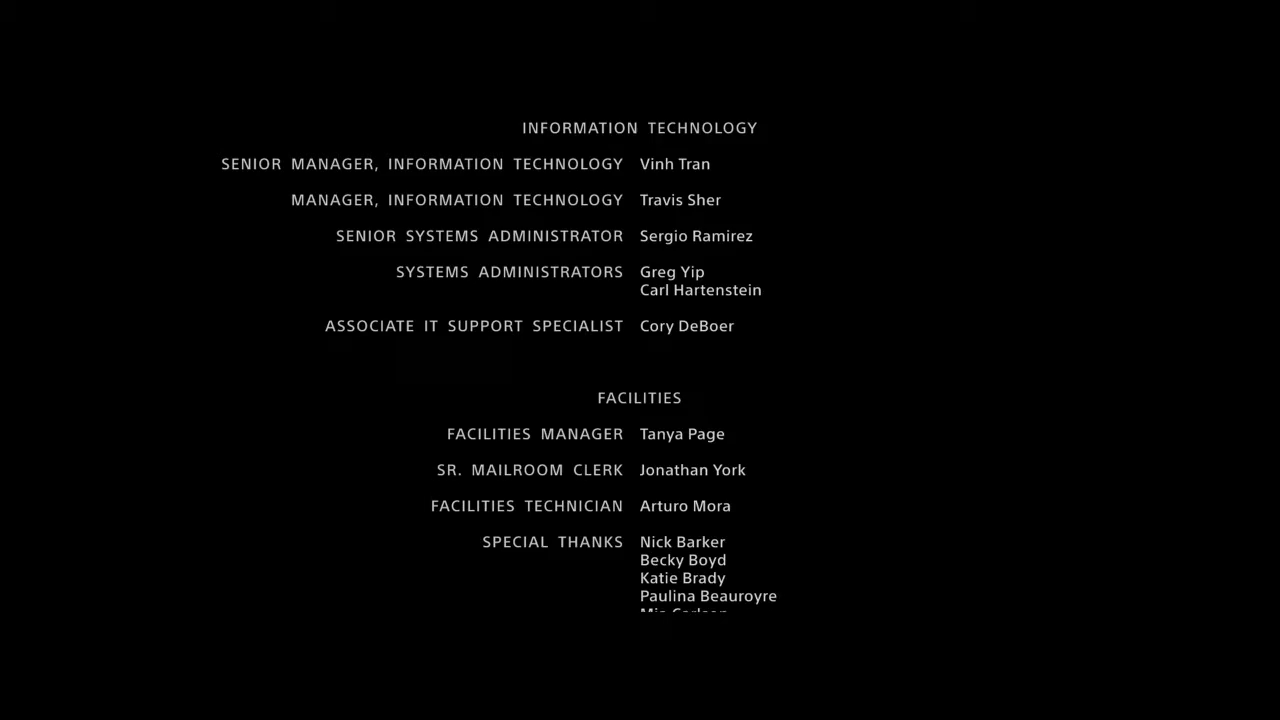 INFORMATION TECHNOLOGY
SENIOR MANAGER, INFORMATION TECHNOLOGY Vinh Tran
MANAGER, INFORMATION TECHNOLOGY Travis Sher
SENIOR SYSTEMS ADMINISTRATOR Sergio Ramirez
SYSTEMS ADMINISTRATORS Greg Yip
Carl Hartenstein
ASSOCIATE IT SUPPORT SPECIALIST Cory DeBoer
FACILITIES
FACILITIES MANAGER Tanya Page
SR. MAILROOM CLERK Jonathan York
FACILITIES TECHNICIAN Arturo Mora
SPECIAL THANKS Nick Barker
Becky Boyd
Katie Brady
Paulina Beauroyre